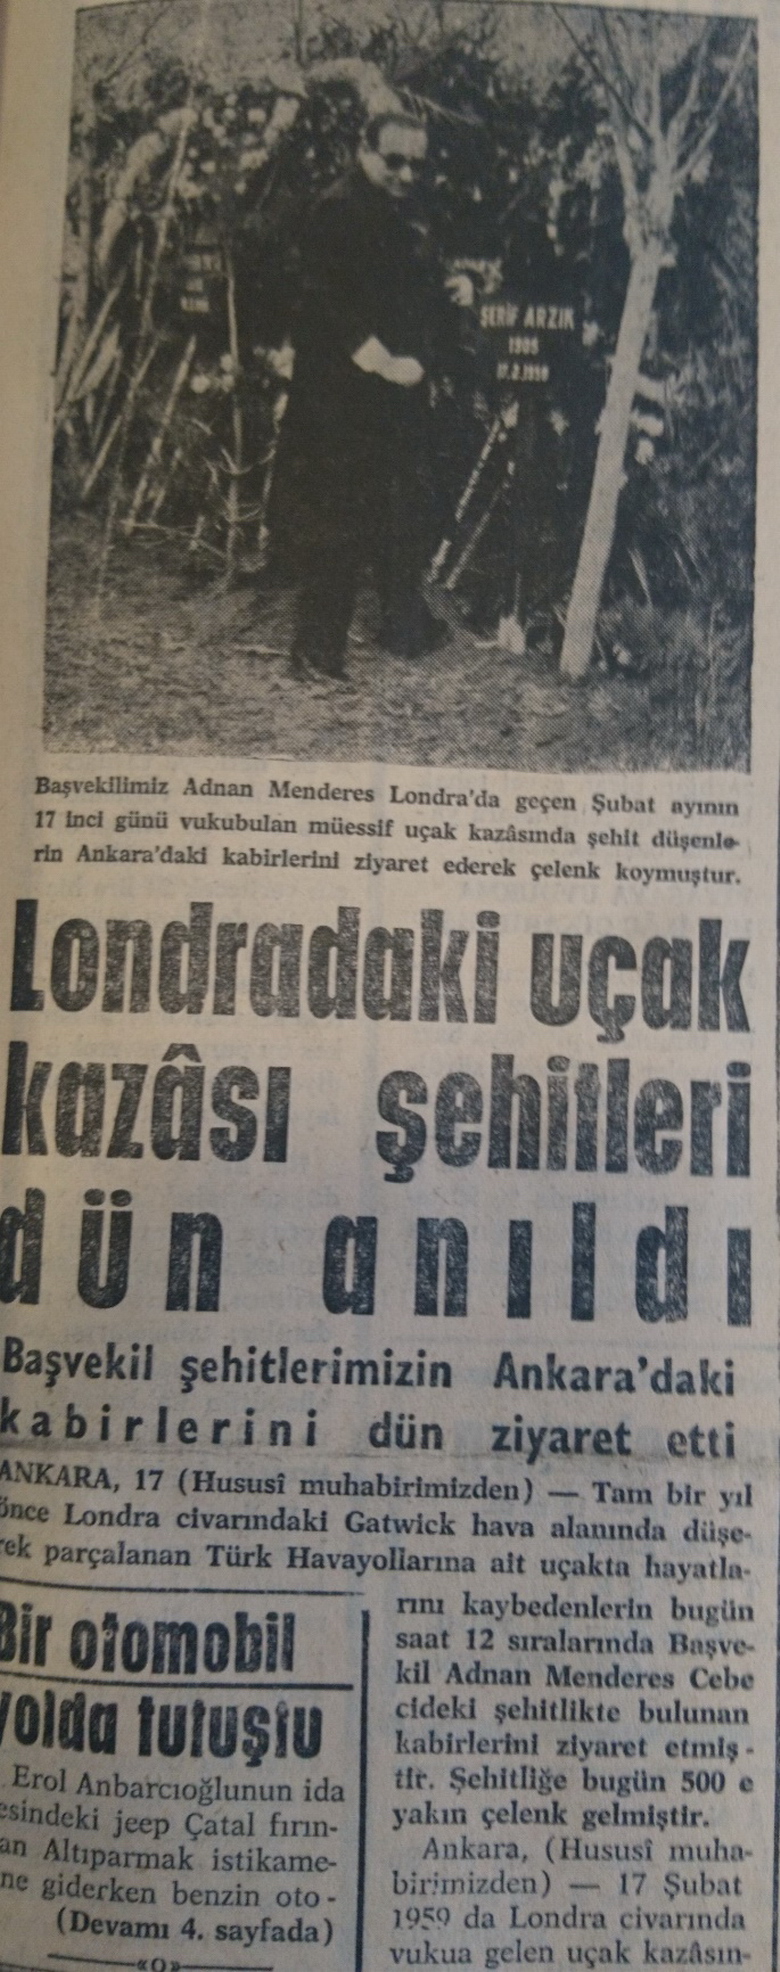 ŞERİF ARZIK
1905
17.2.1959
Başvekilimiz Adnan Menderes Londra'da geçen Şubat ayının
17 inci günü vukubulan müessif uçak kazâsında şehit düşenle-
rin Ankara'daki kabirlerini ziyaret ederek çelenk koymuştur.
Londradaki uçak
kazâsı şehitleri
dün anıldı
Başvekil şehitlerimizin Ankara'daki
kabirlerini dün ziyaret etti
ANKARA, 17 (Hususî muhabirimizden) — Tam bir yıl
önce Londra civarındaki Gatwick hava alanında düşe-
rek parçalanan Türk Havayollarına ait uçakta hayatla-
rını kaybedenlerin bugün
saat 12 sıralarında Başve-
kil Adnan Menderes Cebe
cideki şehitlikte bulunan
kabirlerini ziyaret etmiş-
tir. Şehitliğe bugün 500 e
yakın çelenk gelmiştir.
Ankara, (Hususî muha-
birimizden) — 17 Şubat
1959 da Londra civarında
vukua gelen uçak kazâsın-
Bir otomobil
yolda tutuştu
Erol Anbarcıoğlunun ida
esindeki jeep Çatal fırın-
an Altıparmak istikame-
ne giderken benzin oto-
(Devamı 4. sayfada)
«O»